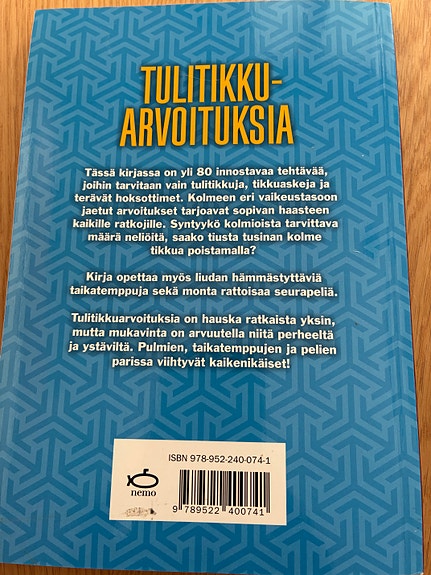 TULITIKKU-
ARVOITUKSIA
Tässä kirjassa on yli 80 innostavaa tehtävää,
joihin tarvitaan vain tulitikkuja, tikkuaskeja ja
terävät hoksottimet. Kolmeen eri vaikeustasoon
jaetut arvoitukset tarjoavat sopivan haasteen
kaikille ratkojille. Syntyykö kolmioista tarvittava
määrä neliöitä, saako tiusta tusinan kolme
tikkua poistamalla?
Kirja opettaa myös liudan hämmästyttäviä
taikatemppuja sekä monta rattoisaa seurapeliä.
Tulitikkuarvoituksia on hauska ratkaista yksin,
mutta mukavinta on arvuutella niitä perheeltä
ja ystäviltä. Pulmien, taikatemppujen ja pelien
parissa viihtyvät kaikenikäiset!
ISBN 978-952-240-074-1
nemo
9 789522 400741